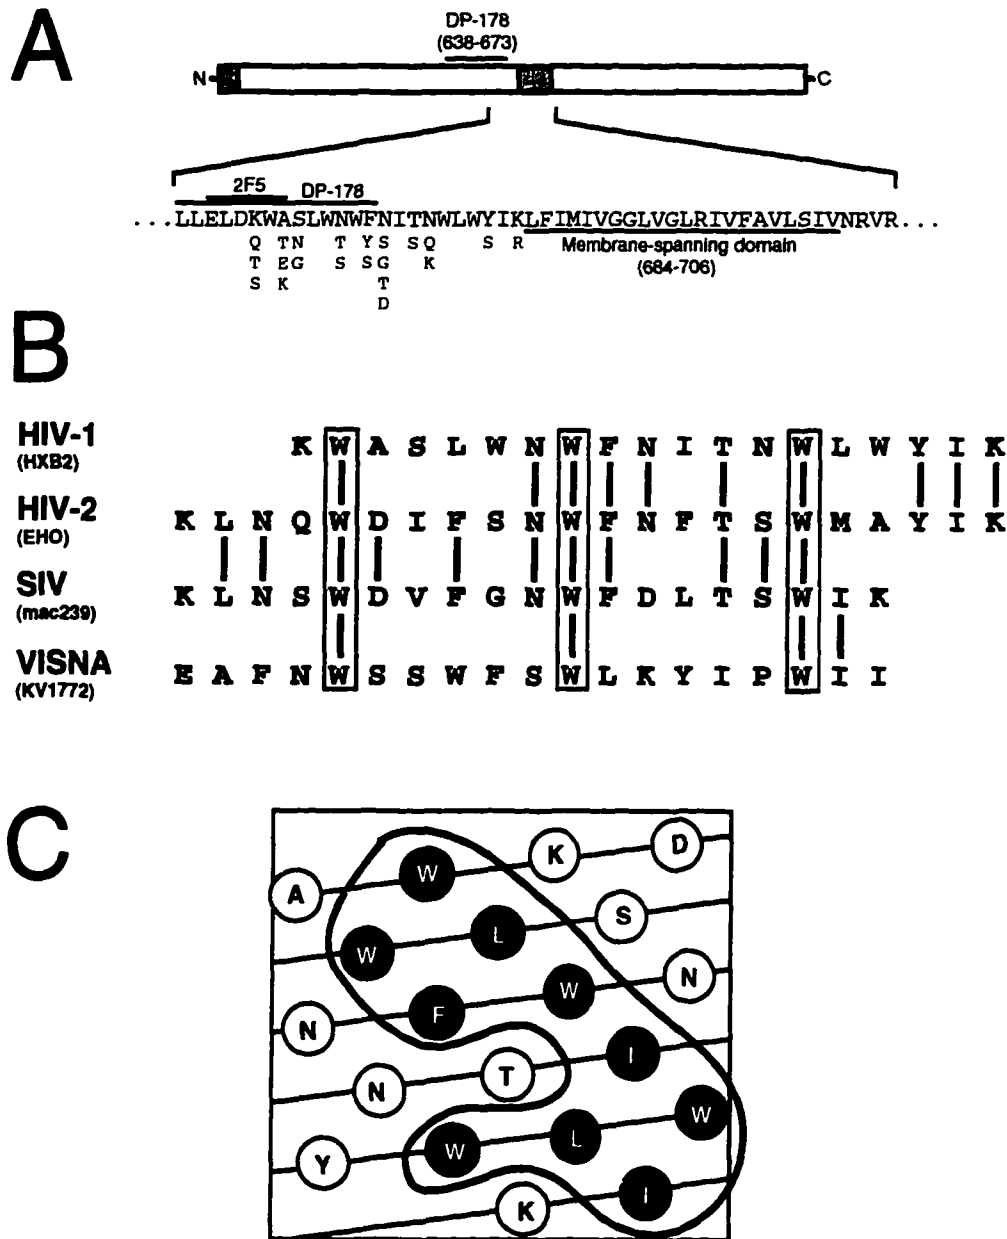 A
DP-178
(638-673)
N
C
2F5 DP-178
...LLELDKWASLWNWFNITNWLWYIKLFIMIVGGLVGLRIVFAVLSIVNRVR...
Q T N T Y S S Q S R
T E G S S G K
S K T
D
Membrane-spanning domain
(684-706)
B
HIV-1
(HXB2)
K W A S L W N W F N I T N W L W Y I K
HIV-2
(EHO)
K L N Q W D I F S N W F N F T S W M A Y I K
SIV
(mac239)
K L N S W D V F G N W F D L T S W I K
VISNA
(KV1772)
E A F N W S S W F S W L K Y I P W I I
C
A W K D
W L S
N F W N
N T I
Y W L W
K I